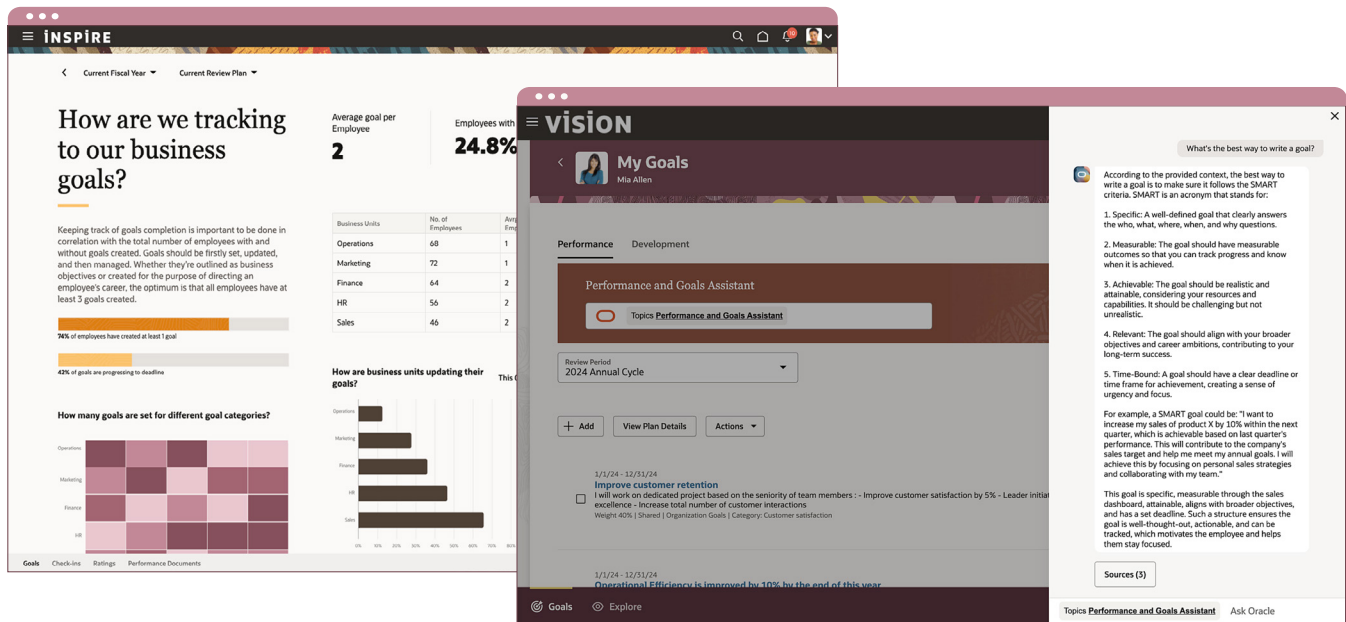 iNSPiRE
10
Current Fiscal Year
Current Review Plan
How are we tracking
to our business
goals?
Keeping track of goals completion is important to be done in
correlation with the total number of employees with and
without goals created. Goals should be firstly set, updated,
and then managed. Whether they're outlined as business
objectives or created for the purpose of directing an
employee's career, the optimum is that all employees have at
least 3 goals created.
74% of employees have created at least 1 goal
42% of goals are progressing to deadline
How many goals are set for different goal categories?
Operations
Marketing
Finance
HR
Average goal per
Employee
2
Employees with
24.8%
Business Units
No. of
Employees
Operations 68 1
Marketing 72 1
Finance 64 2
HR 56 2
Sales 46 2
How are business units updating their
goals?
Operations
Marketing
Finance
HR
Sales
0% 10% 20% 30% 40% 50% 60% 70% 80%
Goals Check-ins Ratings Performance Documents
ViSiON
My Goals
Mia Allen
Performance Development
Performance and Goals Assistant
Topics Performance and Goals Assistant
Review Period
2024 Annual Cycle
+ Add
View Plan Details
Actions
1/1/24 - 12/31/24
Improve customer retention
I will work on dedicated project based on the seniority of team members : - Improve customer satisfaction by 5% - Leader initiat
excellence - Increase total number of customer interactions
Weight 40% | Shared | Organization Goals | Category: Customer satisfaction
1/1/24 - 12/31/24
Operational Efficiency is improved by 10% by the end of this year
Goals Explore
What's the best way to write a goal?
According to the provided context, the best way to
write a goal is to make sure it follows the SMART
criteria. SMART is an acronym that stands for:
1. Specific: A well-defined goal that clearly answers
the who, what, where, when, and why questions.
2. Measurable: The goal should have measurable
outcomes so that you can track progress and know
when it is achieved.
3. Achievable: The goal should be realistic and
attainable, considering your resources and
capabilities. It should be challenging but not
unrealistic.
4. Relevant: The goal should align with your broader
objectives and career ambitions, contributing to your
long-term success.
5. Time-Bound: A goal should have a clear deadline or
time frame for achievement, creating a sense of
urgency and focus.
For example, a SMART goal could be: "I want to
increase my sales of product X by 10% within the next
quarter, which is achievable based on last quarter's
performance. This will contribute to the company's
sales target and help me meet my annual goals. I will
achieve this by focusing on personal sales strategies
and collaborating with my team."
This goal is specific, measurable through the sales
dashboard, attainable, aligns with broader objectives,
and has a set deadline. Such a structure ensures the
goal is well-thought-out, actionable, and can be
tracked, which motivates the employee and helps
them stay focused.
Sources (3)
Topics Performance and Goals Assistant
Ask Oracle